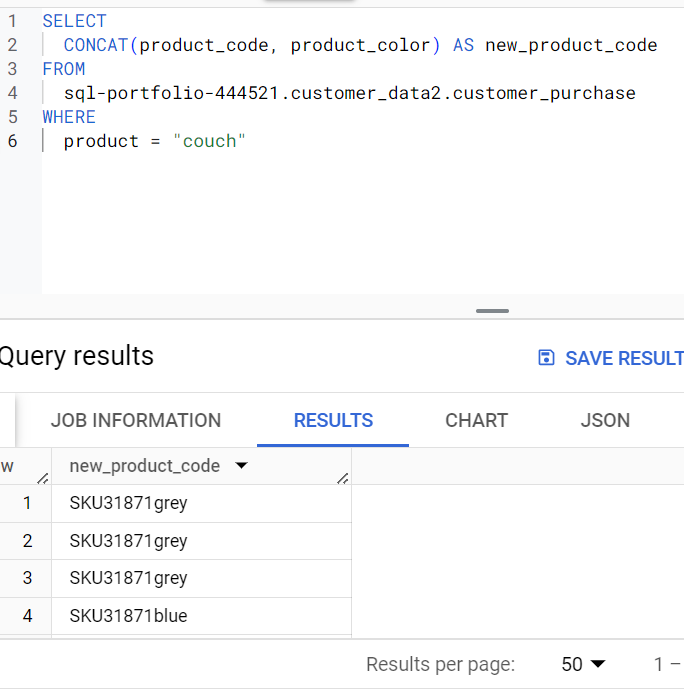 1 SELECT
2 CONCAT(product_code, product_color) AS new_product_code
3 FROM
4 sql-portfolio-444521.customer_data2.customer_purchase
5 WHERE
6 product = "couch"
Query results
SAVE RESULT
JOB INFORMATION RESULTS CHART JSON
w new_product_code
1 SKU31871grey
2 SKU31871grey
3 SKU31871grey
4 SKU31871blue
Results per page: 50 1 –